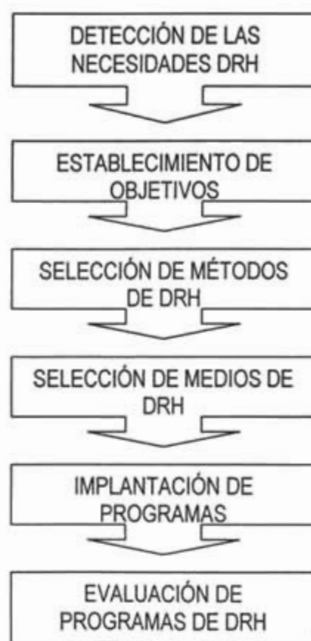 DETECCIÓN DE LAS
NECESIDADES DRH
ESTABLECIMIENTO DE
OBJETIVOS
SELECCIÓN DE MÉTODOS
DE DRH
SELECCIÓN DE MEDIOS DE
DRH
IMPLANTACIÓN DE
PROGRAMAS
EVALUACIÓN DE
PROGRAMAS DE DRH